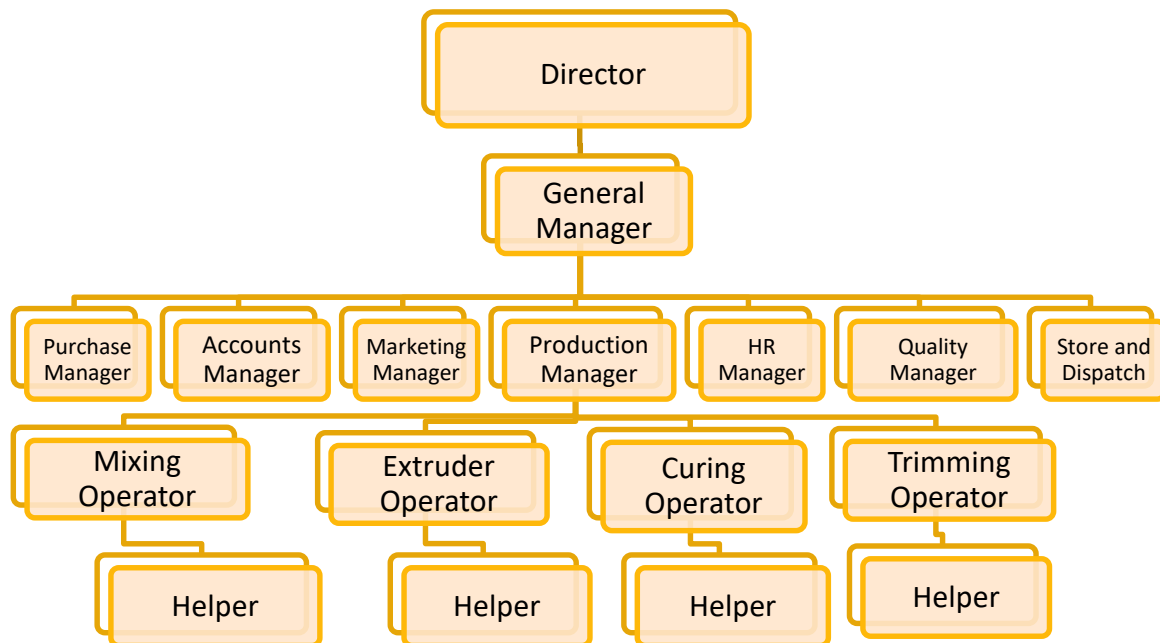 Director
General
Manager
Purchase
Manager
Accounts
Manager
Marketing
Manager
Production
Manager
HR
Manager
Quality
Manager
Store and
Dispatch
Mixing
Operator
Extruder
Operator
Curing
Operator
Trimming
Operator
Helper
Helper
Helper
Helper